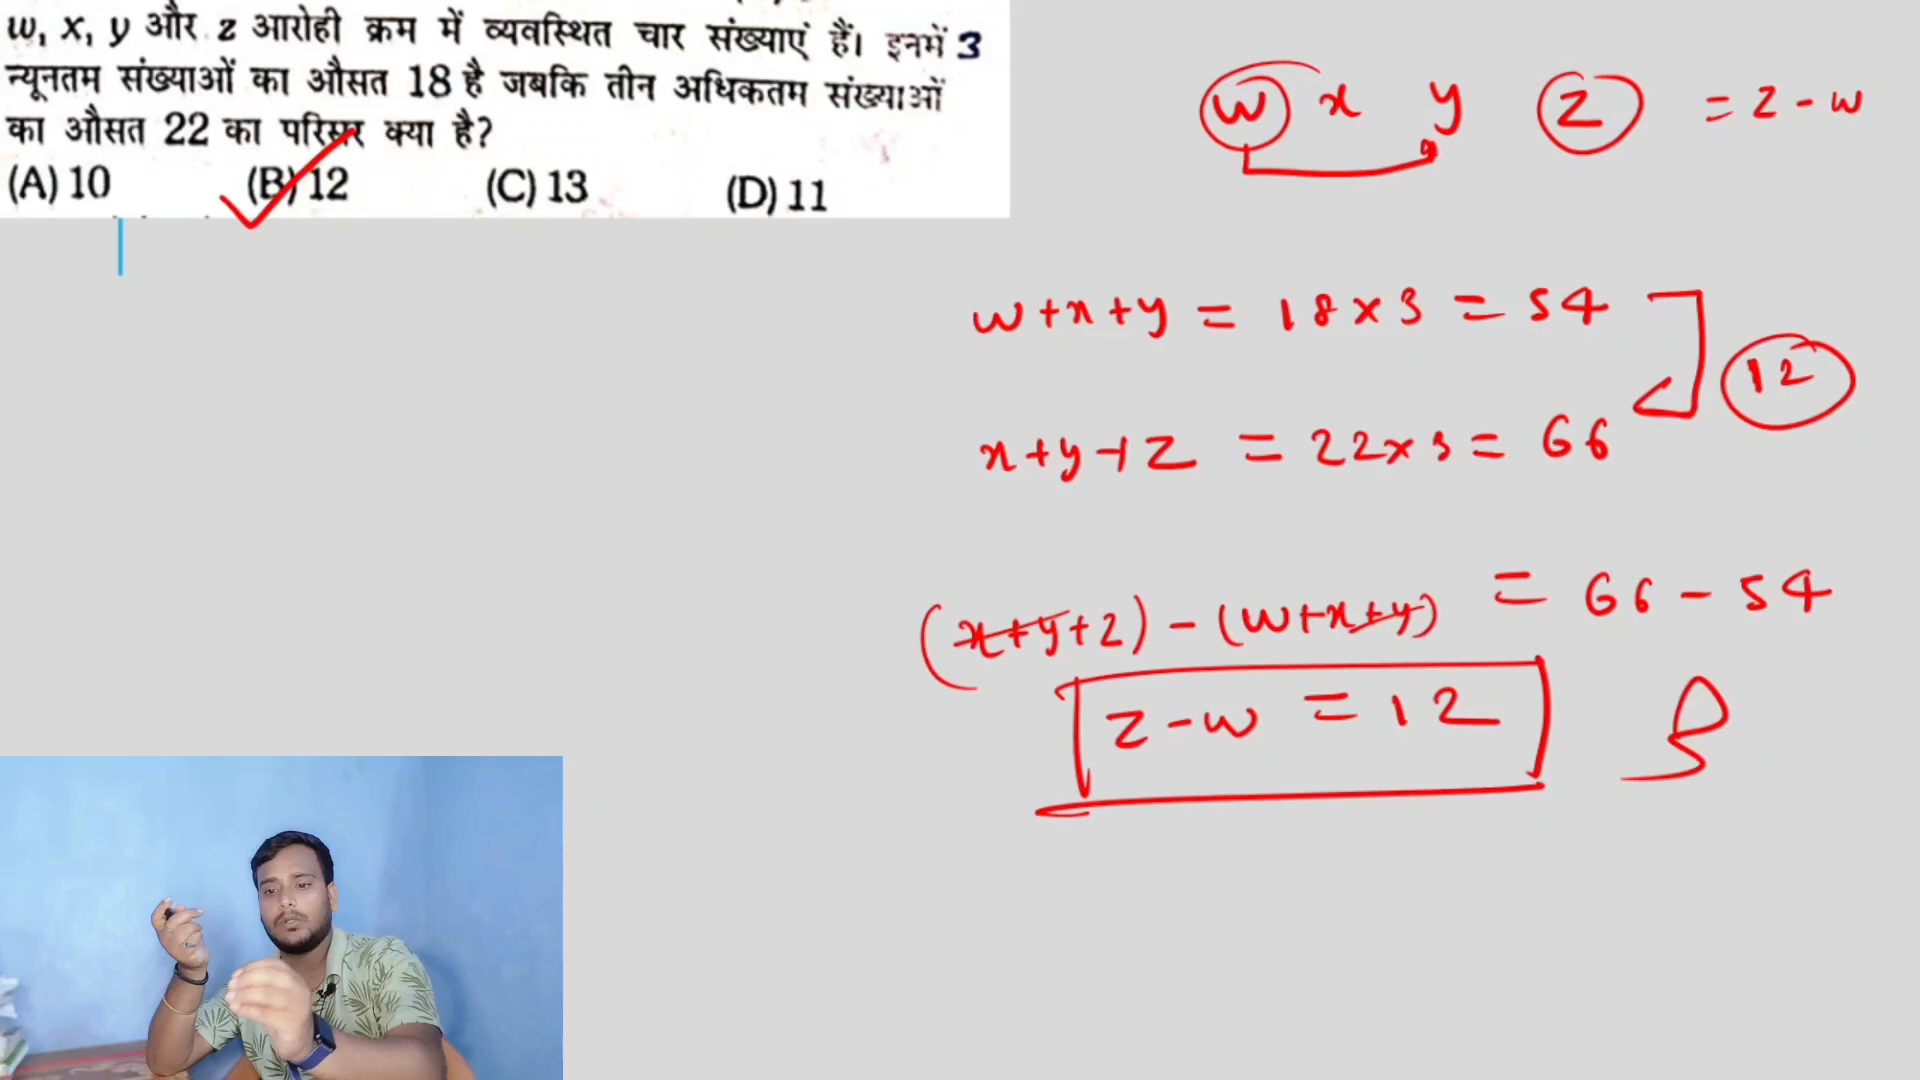 w, x, y और z आरोही क्रम में व्यवस्थित चार संख्याएं हैं। इनमें 3
न्यूनतम संख्याओं का औसत 18 है जबकि तीन अधिकतम संख्याओं
का औसत 22 का परिसर क्या है?
(A) 10 (B) 12 (C) 13 (D) 11
w x y z = z - w
w + x + y = 18 × 3 = 54
12
x + y + z = 22 × 3 = 66
(x + y + z) - (w + x + y) = 66 - 54
z - w = 12